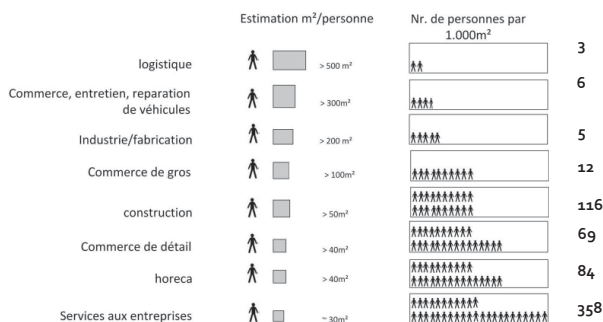 Estimation m²/personne
Nr. de personnes par
1.000m²
logistique
> 500 m²
3
Commerce, entretien, reparation
de véhicules
> 300m²
6
Industrie/fabrication
> 200 m²
5
Commerce de gros
> 100m²
12
construction
> 50m²
116
Commerce de détail
> 40m²
69
horeca
> 40m²
84
Services aux entreprises
~ 30m²
358